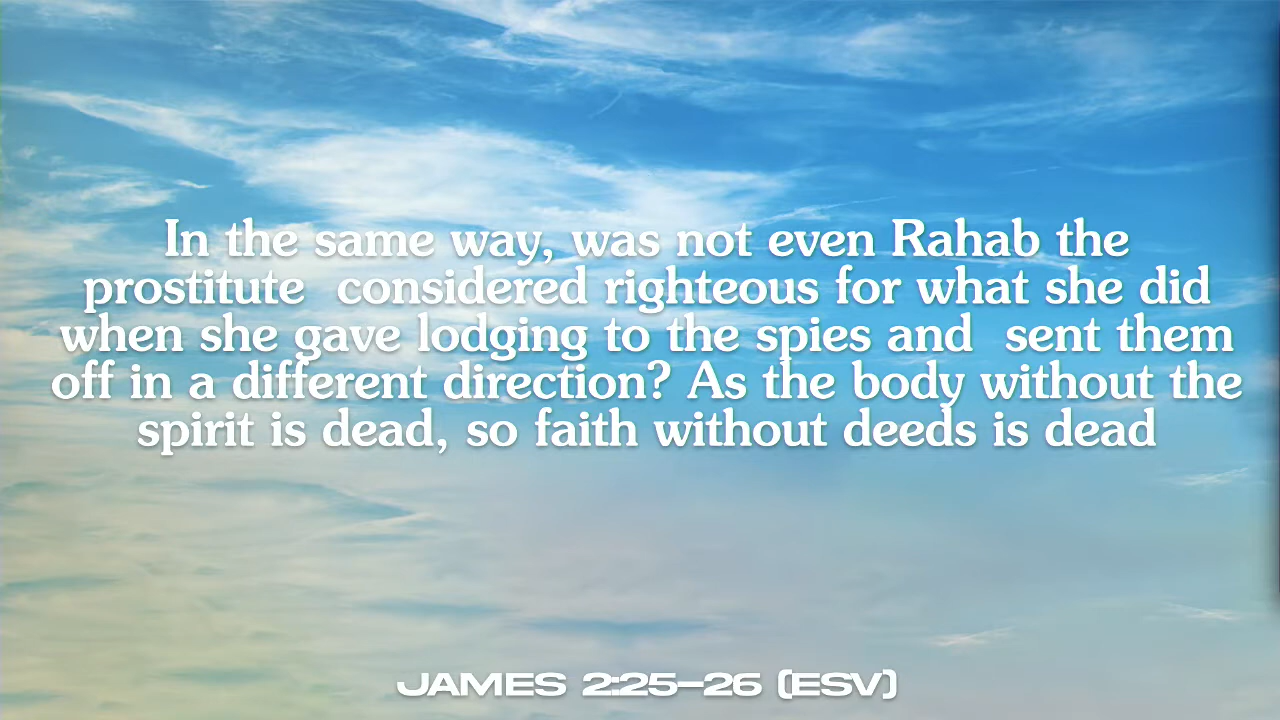 In the same way, was not even Rahab the
prostitute  considered righteous for what she did
when she gave lodging to the spies and  sent them
off in a different direction? As the body without the
spirit is dead, so faith without deeds is dead
JAMES 2:25-26 (ESV)